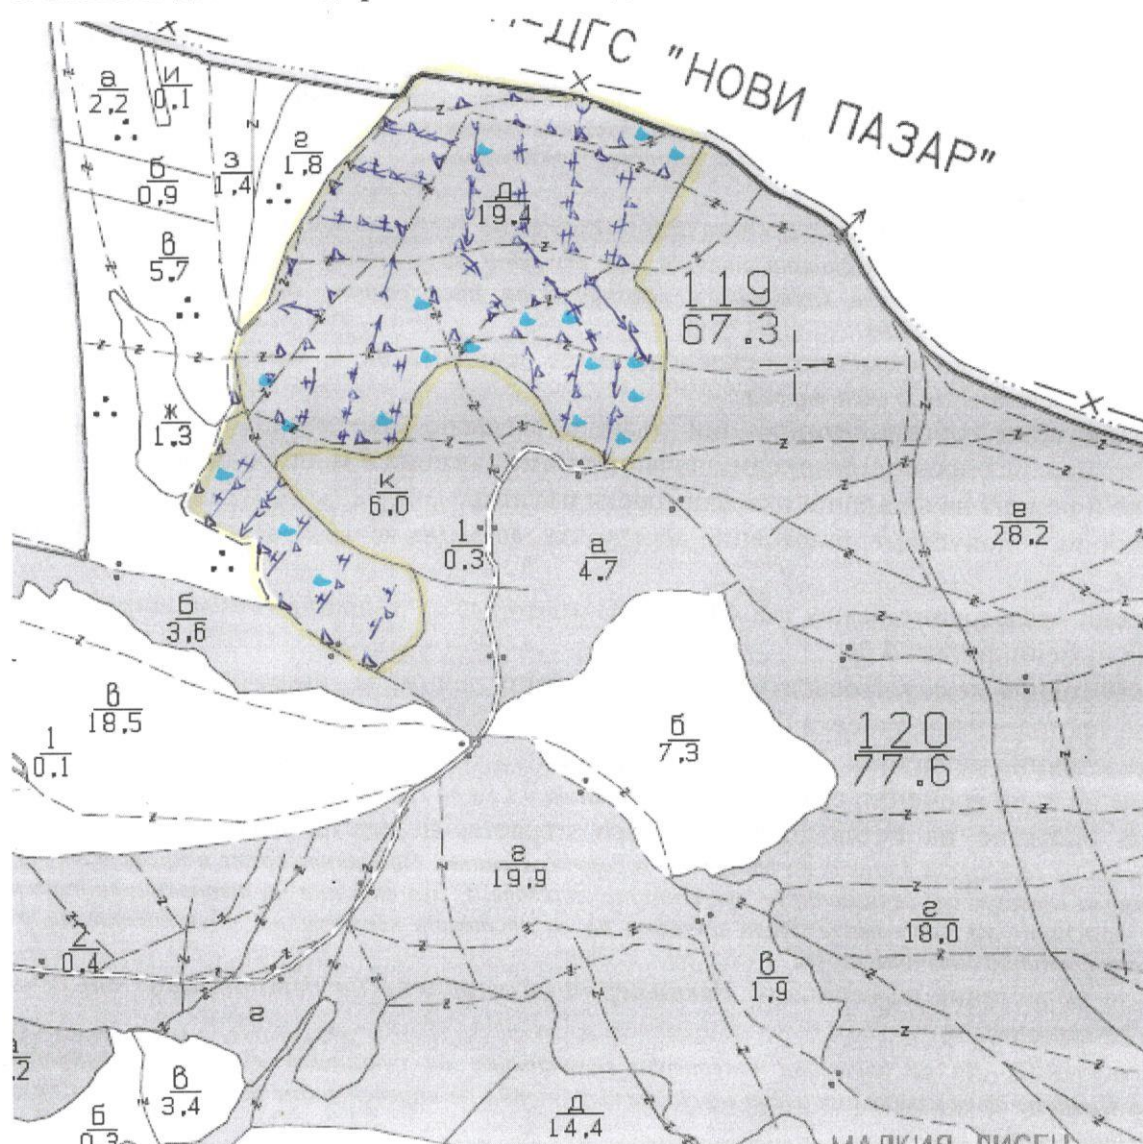 -ДГС "НОВИ ПАЗАР"
а
2,2
и
0,1
з
1,4
г
1,8
б
0,9
в
5,7
д
19,4
119
67.3
ж
1,3
к
6,0
1
0,3
а
4,7
в
28,2
б
3,6
в
18,5
1
0,1
б
7,3
120
77.6
г
19,9
г
18,0
2
0,4
в
1,9
г
в
3,4
д
14,4